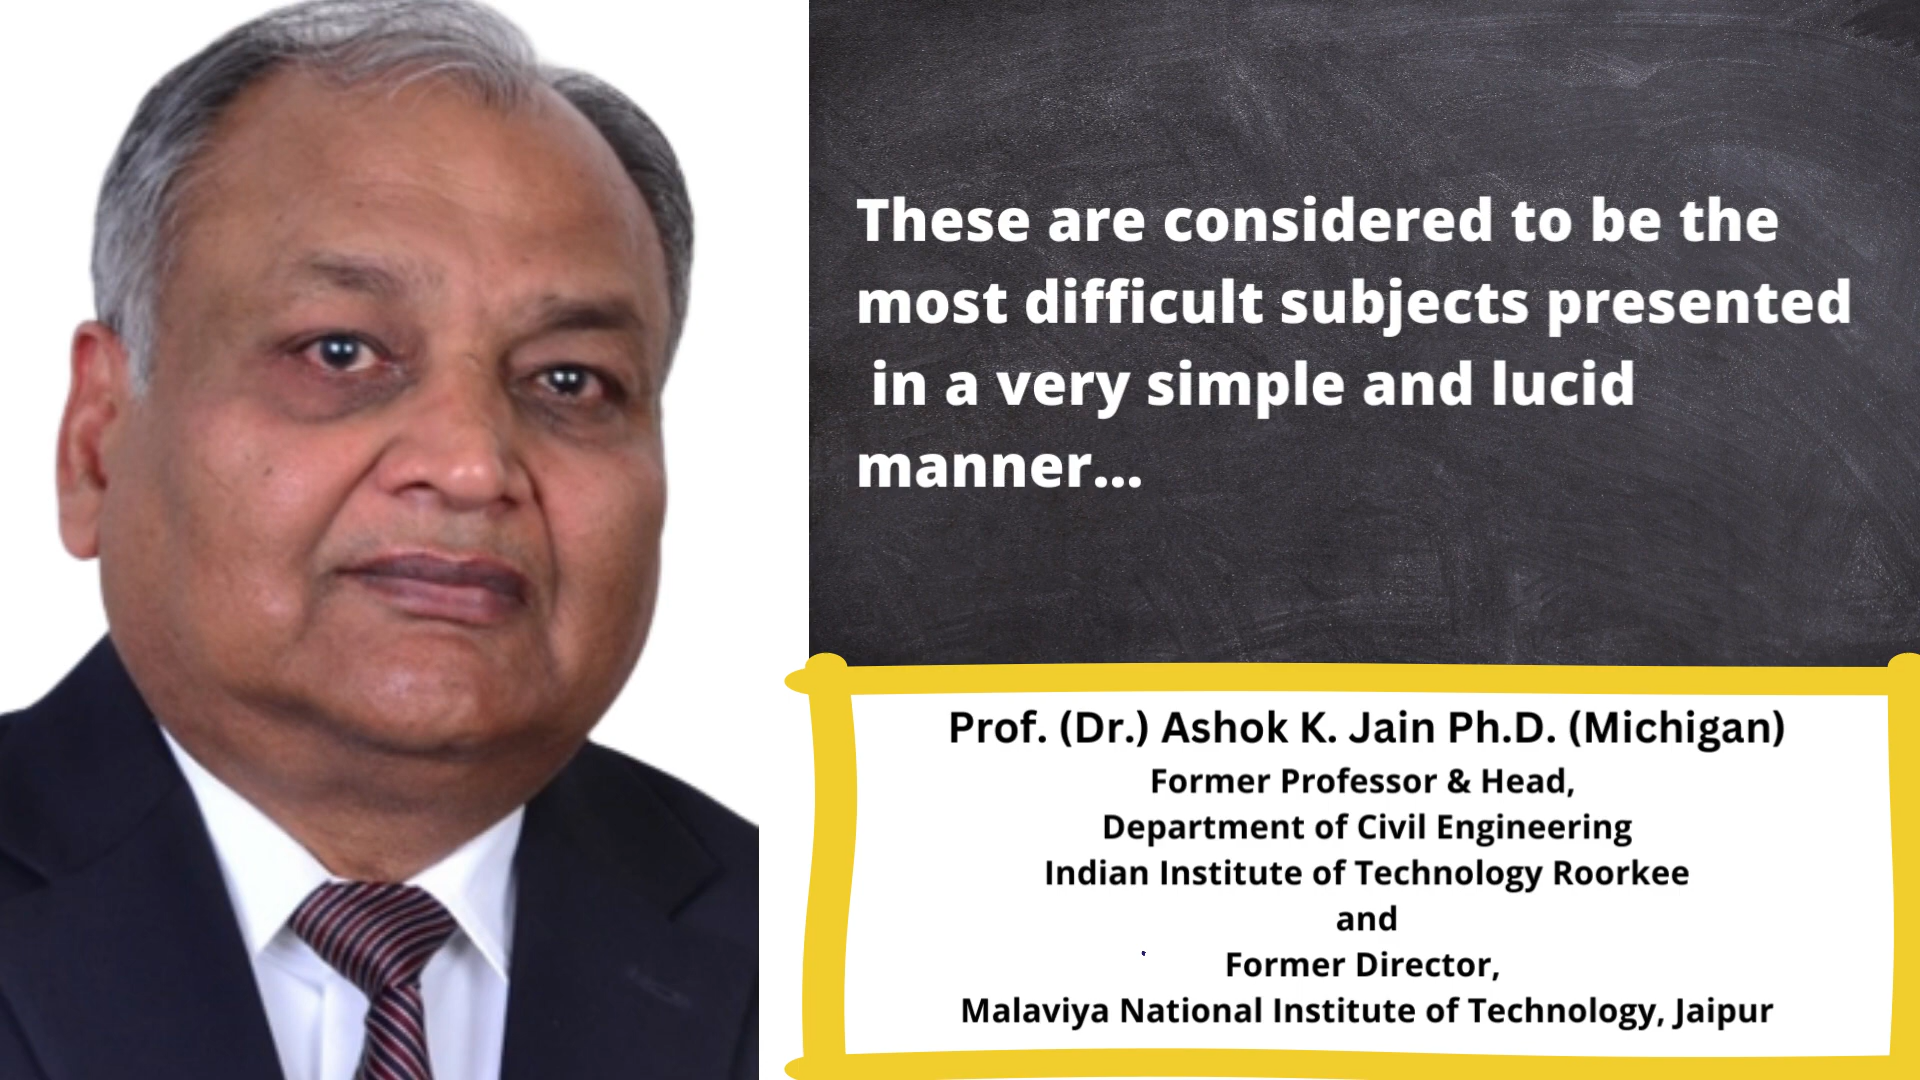 These are considered to be the
most difficult subjects presented
in a very simple and lucid
manner...
Prof. (Dr.) Ashok K. Jain Ph.D. (Michigan)
Former Professor & Head,
Department of Civil Engineering
Indian Institute of Technology Roorkee
and
Former Director,
Malaviya National Institute of Technology, Jaipur